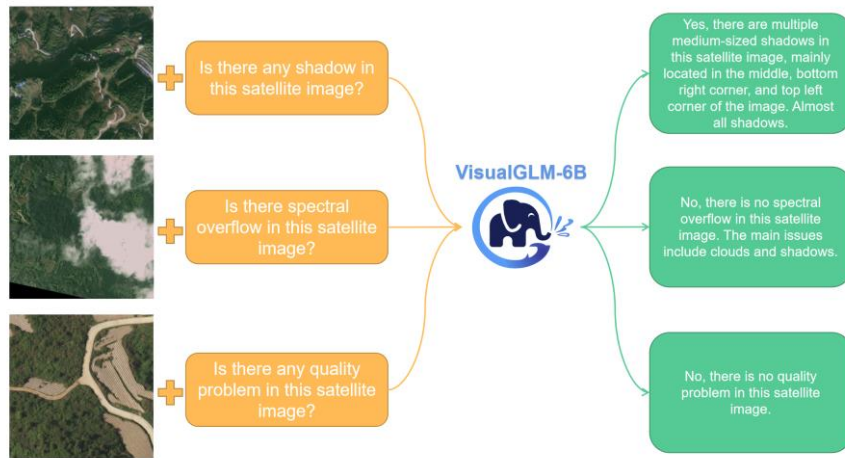 Is there any shadow in
this satellite image?
Is there spectral
overflow in this satellite
image?
Is there any quality
problem in this satellite
image?
VisualGLM-6B
Yes, there are multiple
medium-sized shadows in
this satellite image, mainly
located in the middle, bottom
right corner, and top left
corner of the image. Almost
all shadows.
No, there is no spectral
overflow in this satellite
image. The main issues
include clouds and shadows.
No, there is no quality
problem in this satellite
image.